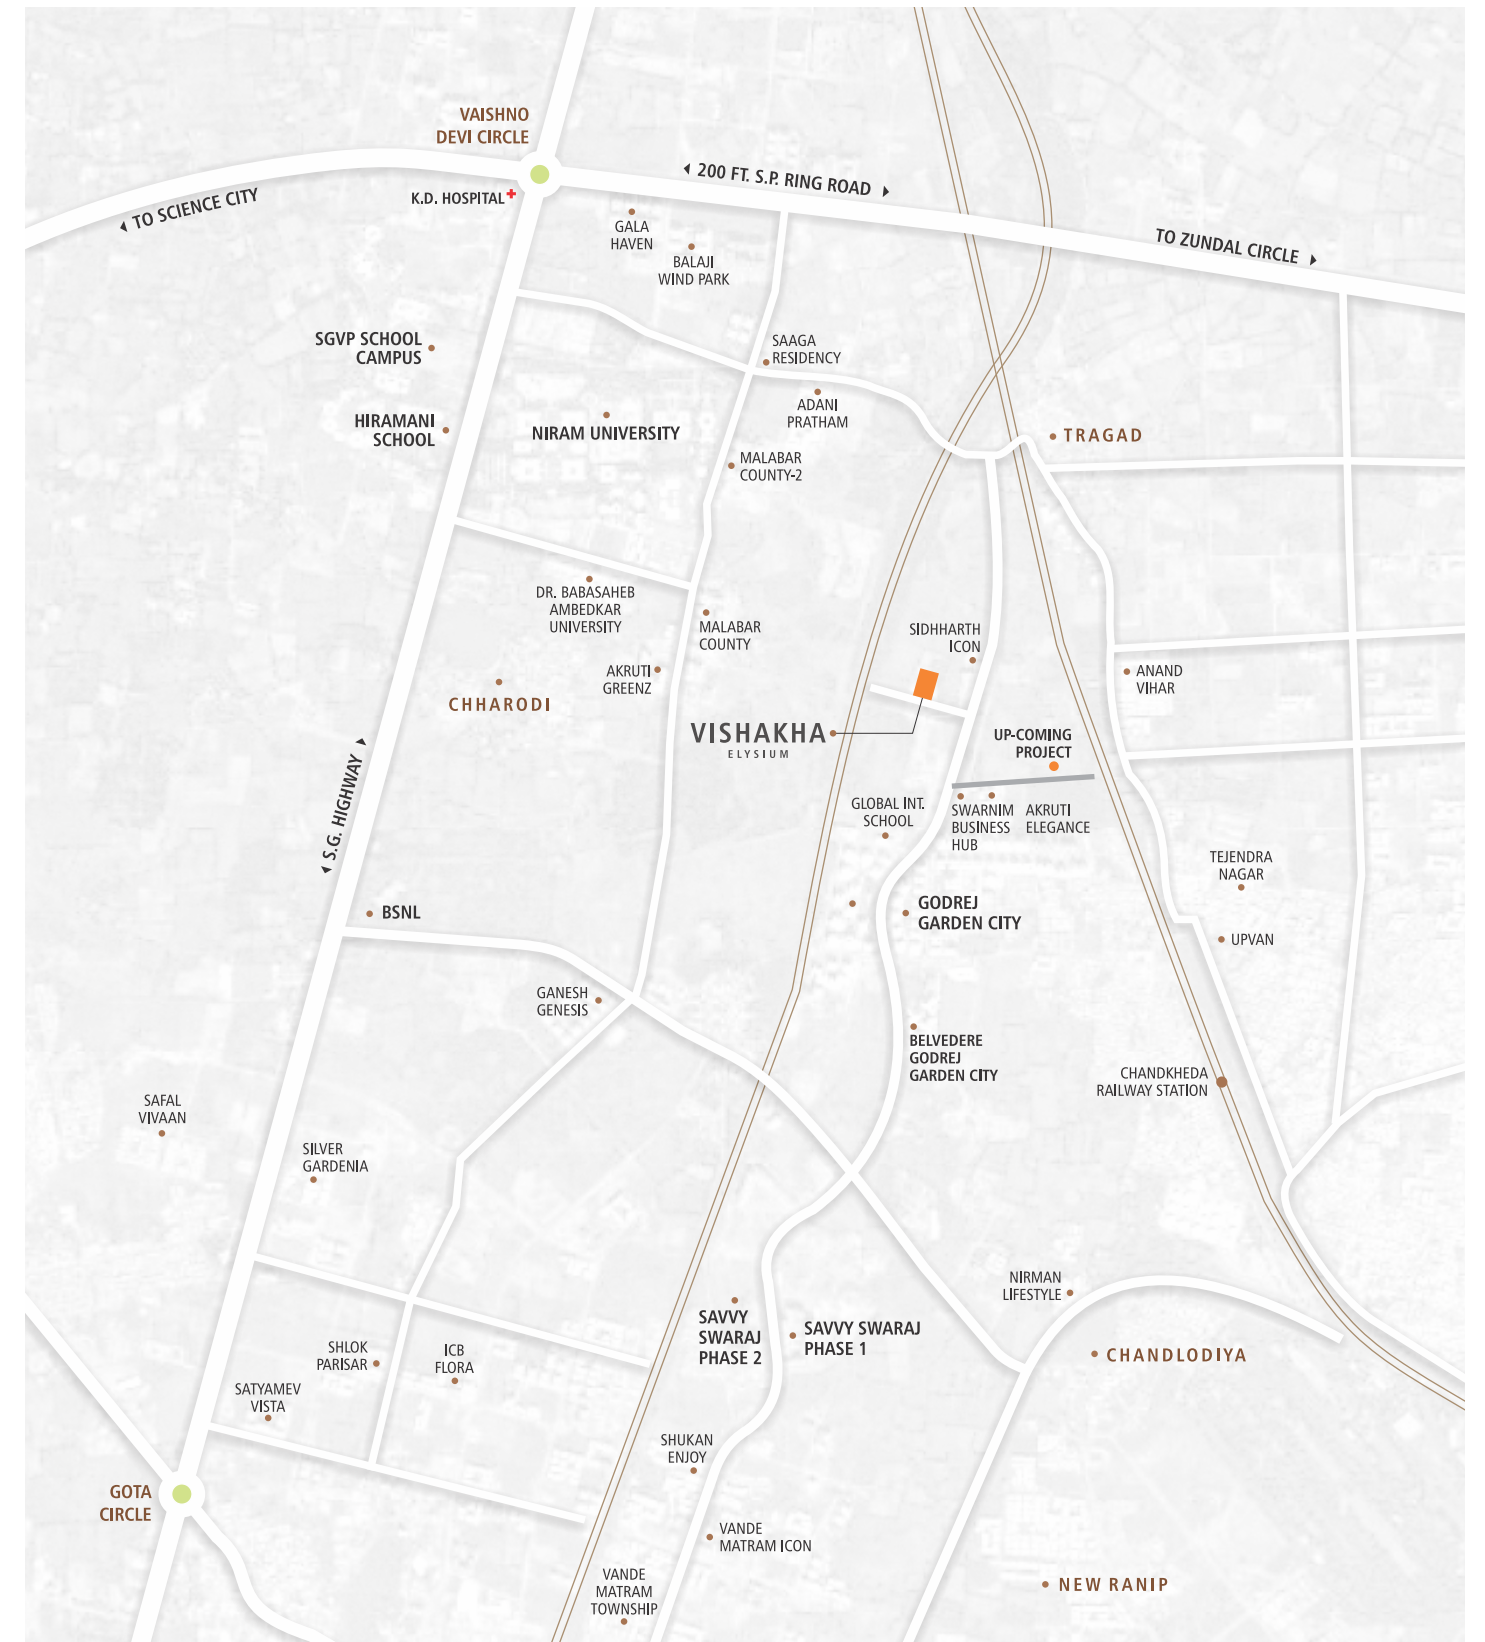 VAISHNO
DEVI CIRCLE
200 FT. S.P. RING ROAD
K.D. HOSPITAL
TO SCIENCE CITY
GALA
HAVEN
BALAJI
WIND PARK
TO ZUNDAL CIRCLE
SGVP SCHOOL
CAMPUS
SAAGA
RESIDENCY
HIRAMANI
SCHOOL
NIRAM UNIVERSITY
ADANI
PRATHAM
TRAGAD
MALABAR
COUNTY-2
DR. BABASAHEB
AMBEDKAR
UNIVERSITY
MALABAR
COUNTY
SIDHHARTH
ICON
AKRUTI
GREENZ
ANAND
VIHAR
CHHARODI
VISHAKHA
ELYSIUM
UP-COMING
PROJECT
S.G. HIGHWAY
GLOBAL INT.
SCHOOL
SWARNIM
BUSINESS
HUB
AKRUTI
ELEGANCE
TEJENDRA
NAGAR
BSNL
GODREJ
GARDEN CITY
UPVAN
GANESH
GENESIS
BELVEDERE
GODREJ
GARDEN CITY
CHANDKHEDA
RAILWAY STATION
SAFAL
VIVAAN
SILVER
GARDENIA
NIRMAN
LIFESTYLE
SAVVY
SWARAJ
PHASE 2
SAVVY SWARAJ
PHASE 1
SHLOK
PARISAR
ICB
FLORA
CHANDLODIYA
SATYAMEV
VISTA
SHUKAN
ENJOY
GOTA
CIRCLE
VANDE
MATRAM ICON
VANDE
MATRAM
TOWNSHIP
NEW RANIP